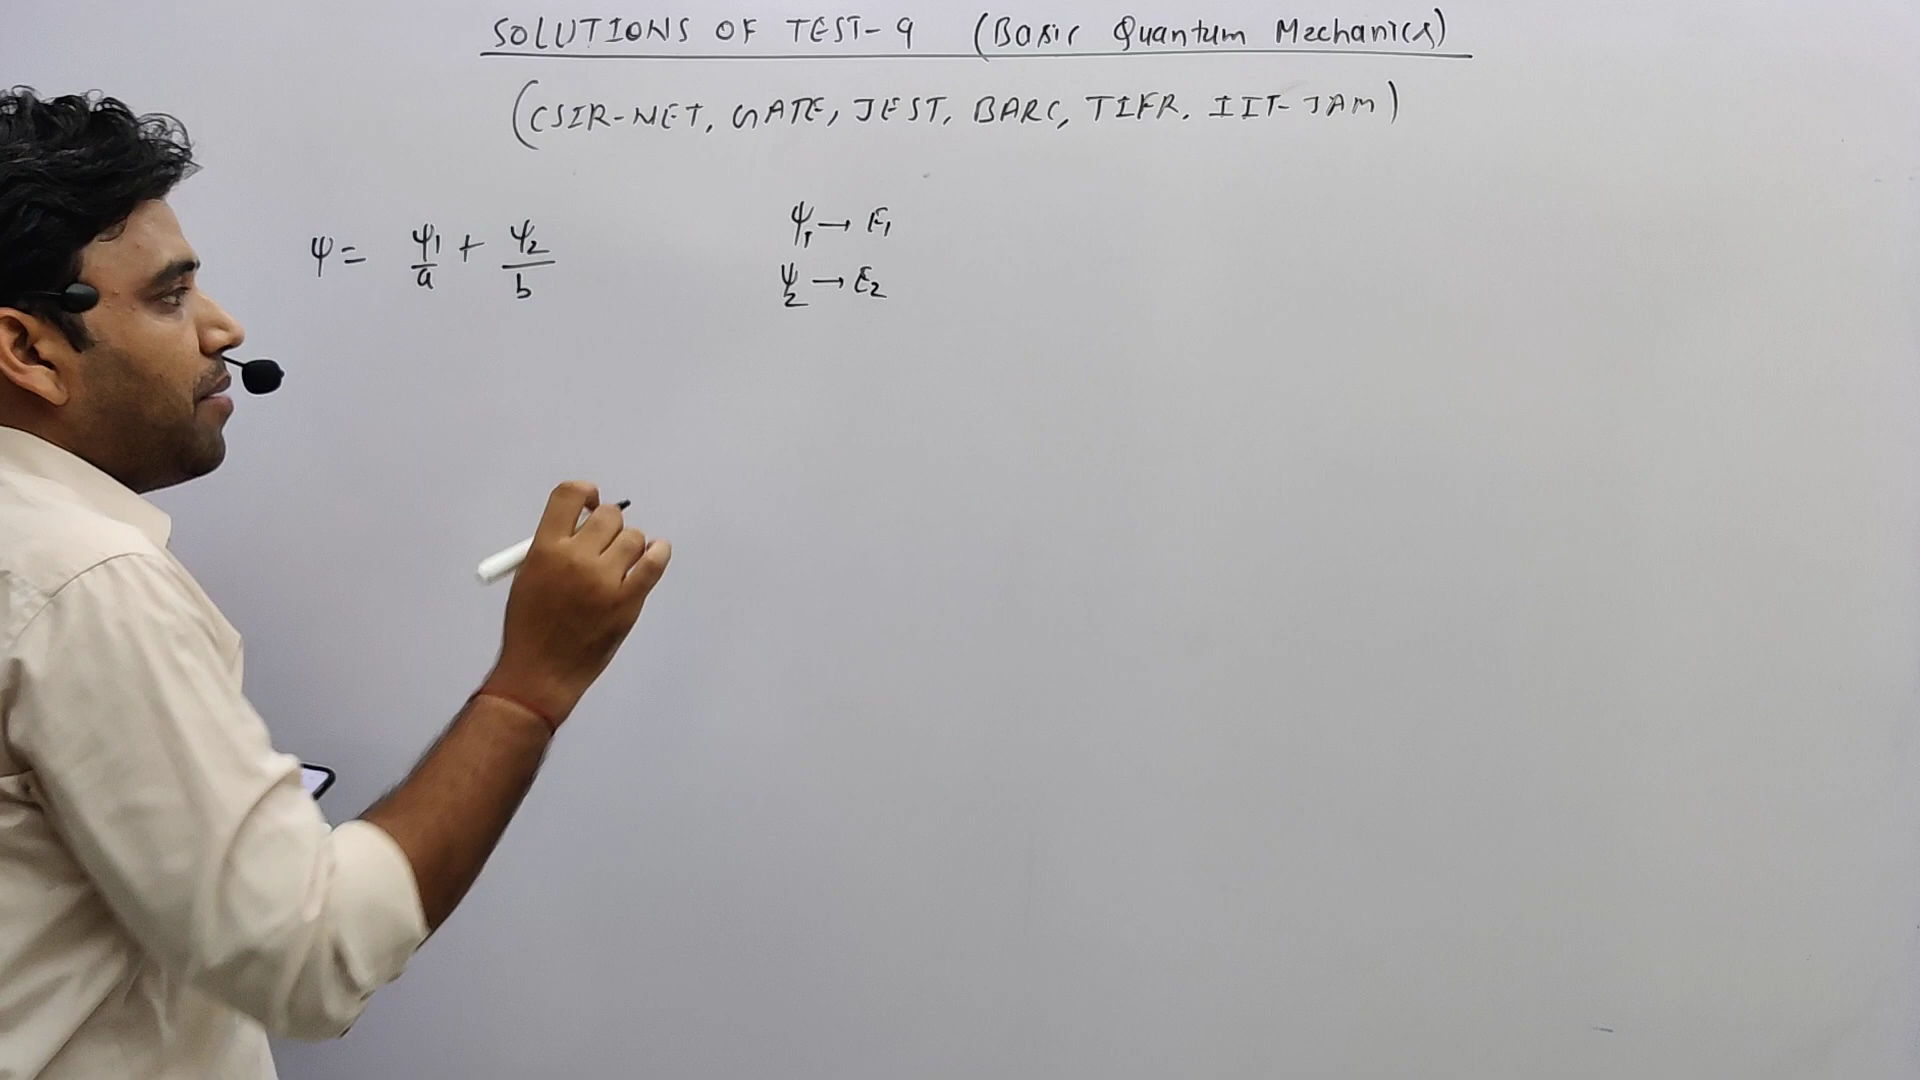 SOLUTIONS OF TEST-9 (Basic Quantum Mechanics)
(CSIR-NET, GATE, JEST, BARC, TIFR, IIT-JAM)
ψ = ψ1/a + ψ2/b
ψ1 → E1
ψ2 → E2